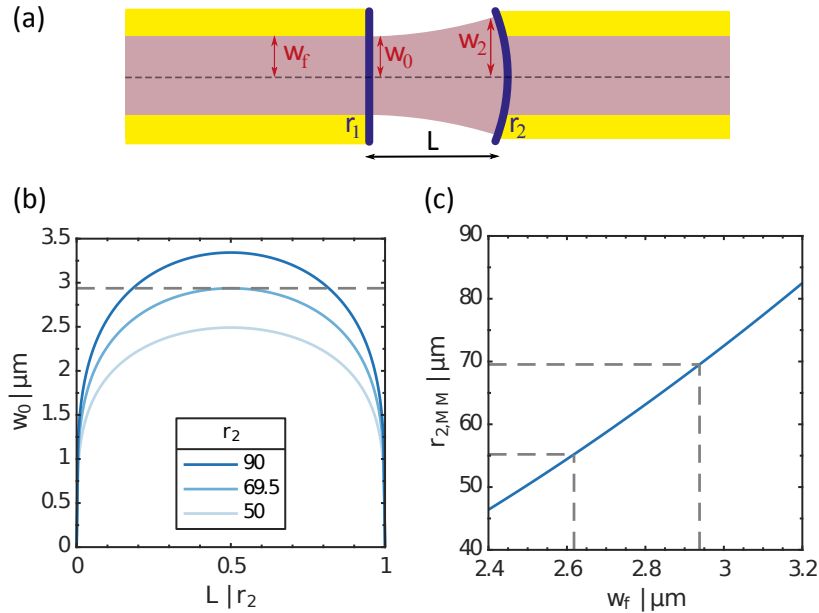 (a)
w_f
w_0
w_2
r_1
r_2
L
(b)
3.5
3
2.5
2
1.5
1
0.5
0
w_0 | μm
r_2
90
69.5
50
0
0.5
1
L | r_2
(c)
90
80
70
60
50
40
r_2,MM | μm
2.4
2.6
2.8
3
3.2
w_f | μm